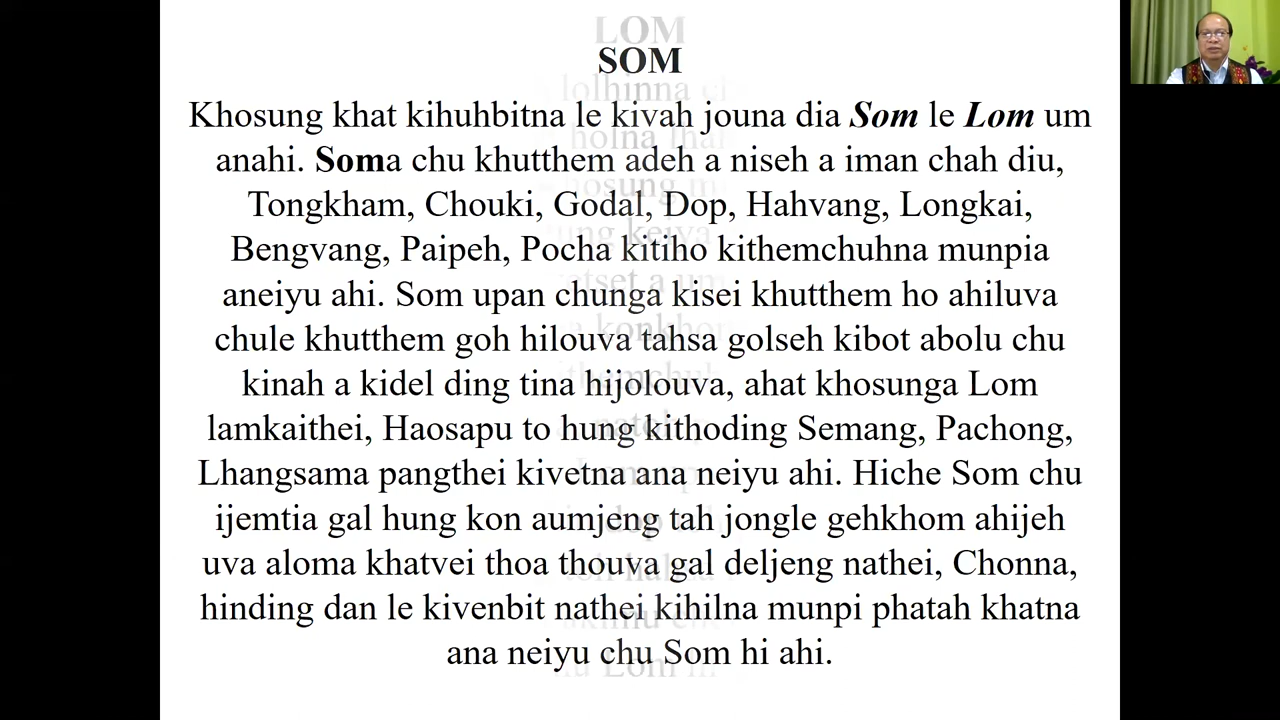 LOM
SOM
Khosung khat kihuhbitna le kivah jouna dia Som le Lom um
anahi. Soma chu khutthem adeh a niseh a iman chah diu,
Tongkham, Chouki, Godal, Dop, Hahvang, Longkai,
Bengvang, Paipeh, Pocha kitiho kithemchuhna munpia
aneiyu ahi. Som upan chunga kisei khutthem ho ahiluva
chule khutthem goh hilouva tahsa golseh kibot abolu chu
kinah a kidel ding tina hijolouva, ahat khosunga Lom
lamkaithei, Haosapu to hung kithoding Semang, Pachong,
Lhangsama pangthei kivetna ana neiyu ahi. Hiche Som chu
ijemtia gal hung kon aumjeng tah jongle gehkhom ahijeh
uva aloma khatvei thoa thouva gal deljeng nathei, Chonna,
hinding dan le kivenbit nathei kihilna munpi phatah khatna
ana neiyu chu Som hi ahi.